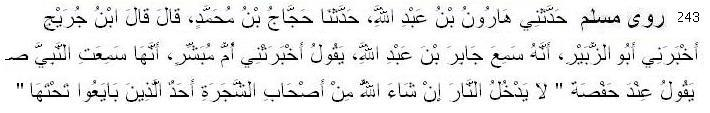 243 روى مسلم حَدَّثَنِي هَارُونُ بْنُ عَبْدِ اللَّهِ، حَدَّثَنَا حَجَّاجُ بْنُ مُحَمَّدٍ، قَالَ قَالَ ابْنُ جُرَيْجٍ
أَخْبَرَنِي أَبُو الزُّبَيْرِ، أَنَّهُ سَمِعَ جَابِرَ بْنَ عَبْدِ اللَّهِ، يَقُولُ أَخْبَرَتْنِي أُمُّ مُبَشِّرٍ، أَنَّهَا سَمِعَتِ النَّبِيَّ صـ
يَقُولُ عِنْدَ حَفْصَةَ " لاَ يَدْخُلُ النَّارَ إِنْ شَاءَ اللَّهُ مِنْ أَصْحَابِ الشَّجَرَةِ أَحَدٌ الَّذِينَ بَايَعُوا تَحْتَهَا "